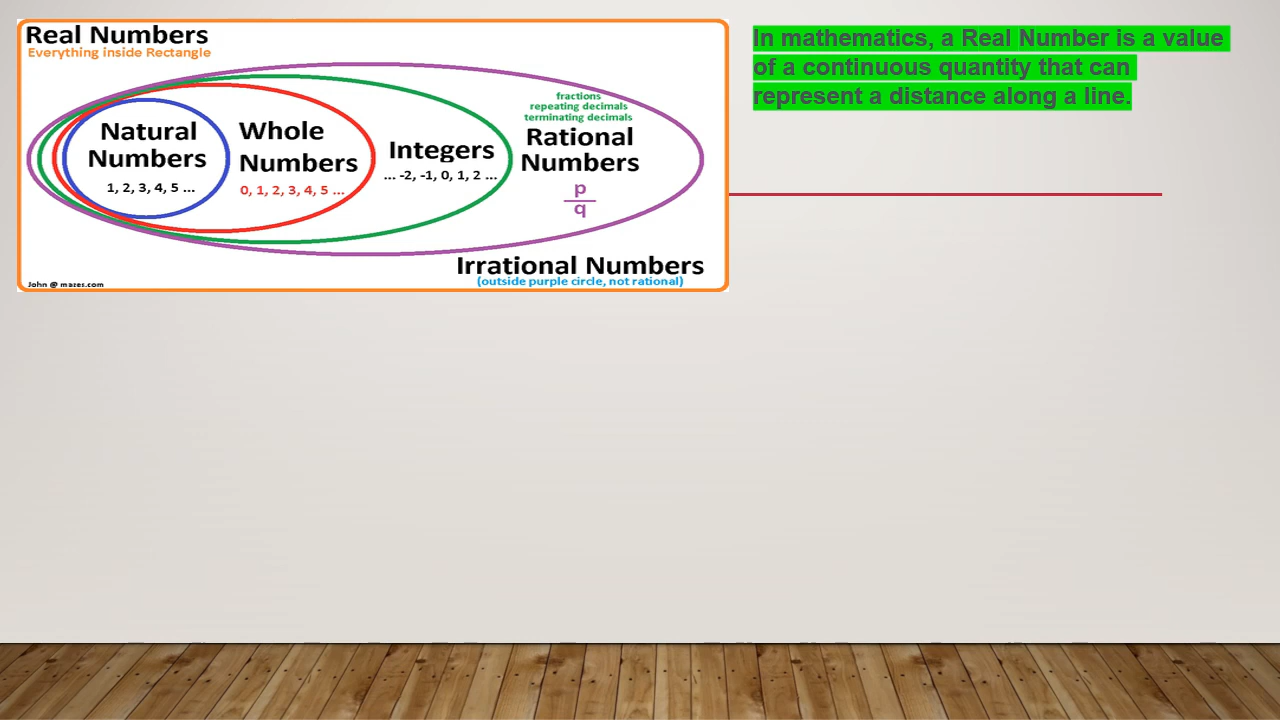 Real Numbers
Everything inside Rectangle
Natural
Numbers
1, 2, 3, 4, 5 ...
Whole
Numbers
0, 1, 2, 3, 4, 5 ...
Integers
... -2, -1, 0, 1, 2 ...
fractions
repeating decimals
terminating decimals
Rational
Numbers
p
q
Irrational Numbers
(outside purple circle, not rational)
John @ mazes.com
In mathematics, a Real Number is a value
of a continuous quantity that can
represent a distance along a line.